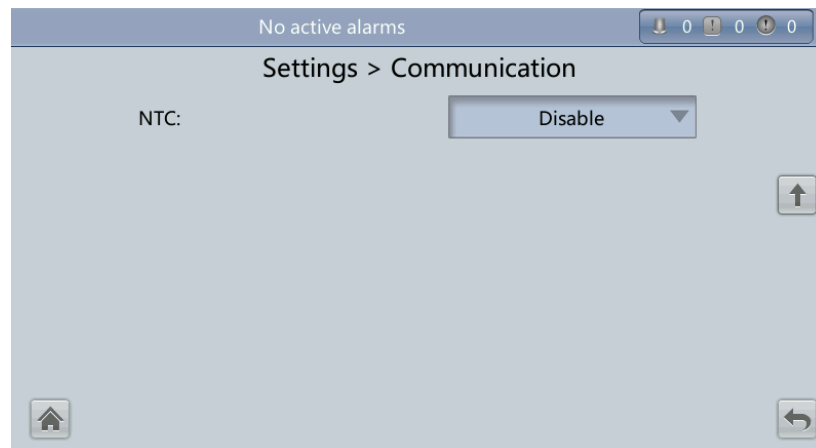 No active alarms
0 0 0
Settings > Communication
NTC:
Disable